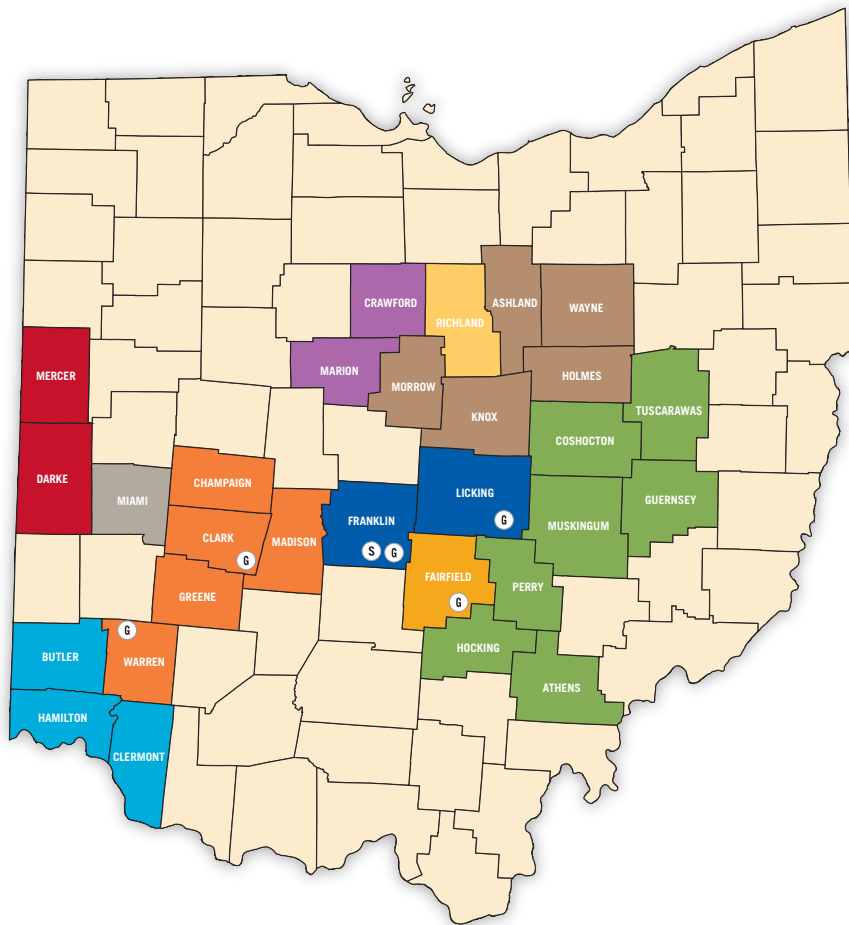 CRAWFORD
RICHLAND
ASHLAND
WAYNE
MERCER
MARION
MORROW
HOLMES
KNOX
TUSCARAWAS
COSHOCTON
DARKE
MIAMI
CHAMPAIGN
LICKING
GUERNSEY
G
FRANKLIN
MUSKINGUM
CLARK
G
MADISON
S G
FAIRFIELD
G
PERRY
GREENE
G
BUTLER
WARREN
HOCKING
ATHENS
HAMILTON
CLERMONT